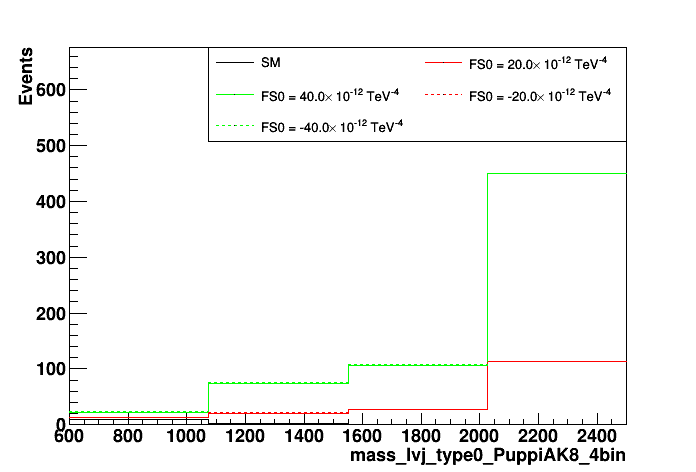 Events
SM
FS0 = 20.0× 10⁻¹² TeV⁻⁴
FS0 = 40.0× 10⁻¹² TeV⁻⁴
FS0 = -20.0× 10⁻¹² TeV⁻⁴
FS0 = -40.0× 10⁻¹² TeV⁻⁴
600
500
400
300
200
100
0
600 800 1000 1200 1400 1600 1800 2000 2200 2400
mass_lvj_type0_PuppiAK8_4bin